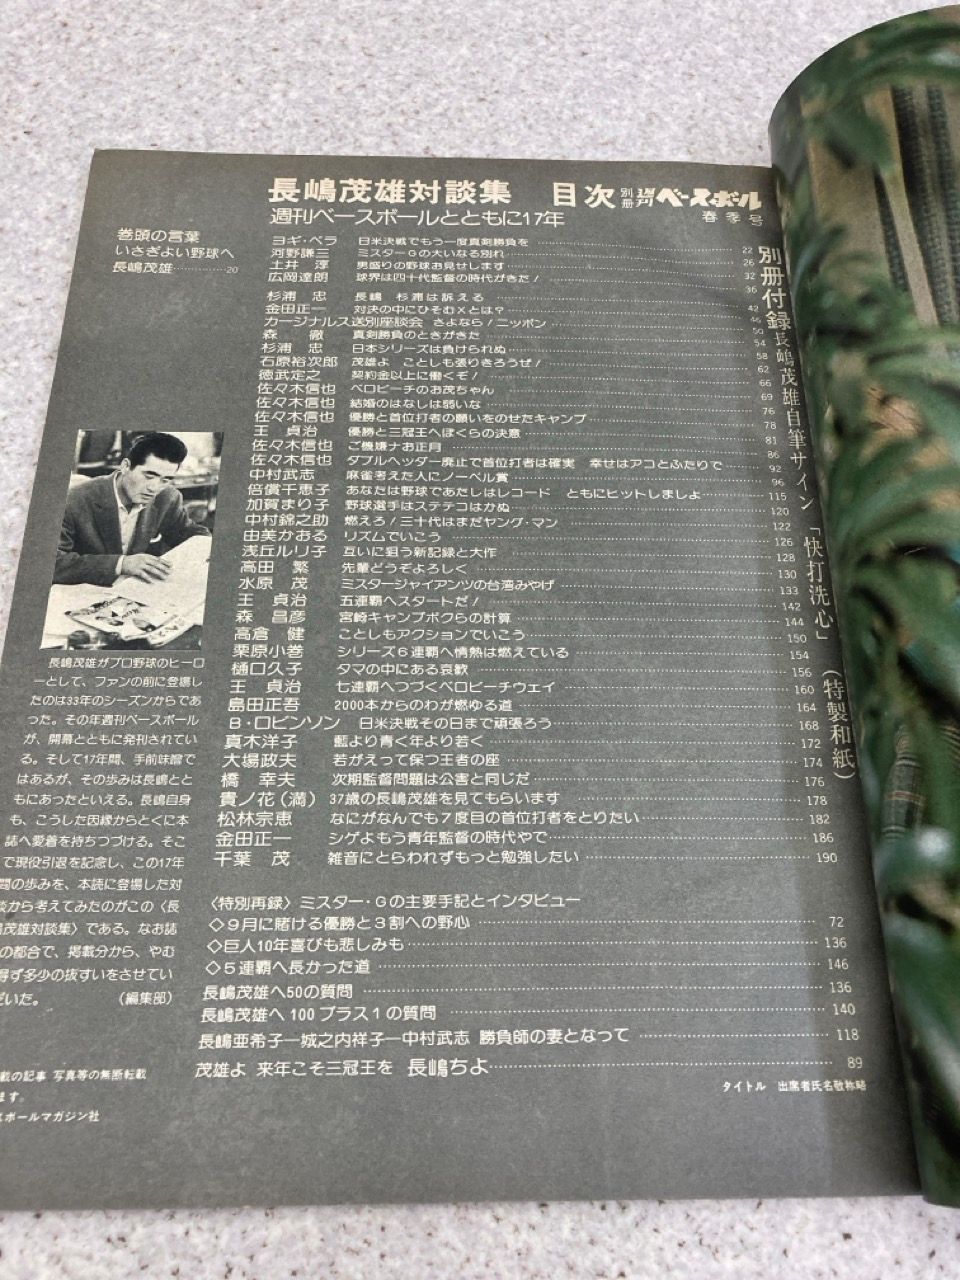 長嶋茂雄対談集 目次 別冊週刊ベースボール
週刊ベースボールとともに17年 春季号
巻頭の言葉
いさぎよい野球へ
長嶋茂雄…………20
ヨギ・ベラ 日米決戦でもう一度真剣勝負を 22
河野謙三 ミスターGの大いなる別れ 26
土井 淳 男盛りの野球お見せします 32
広岡達朗 球界は四十代監督の時代がきた! 36
杉浦 忠 長嶋 杉浦は訴える 42
金田正一 対決の中にひそむXとは? 46
カージナルス送別座談会 さよなら!ニッポン 50
森 徹 真剣勝負のときがきた 54
杉浦 忠 日本シリーズは負けられぬ 58
石原裕次郎 茂雄よ ことしも張りきろうぜ! 62
徳武定之 契約金以上に働くぞ! 66
佐々木信也 ベロビーチのお茂ちゃん 69
佐々木信也 結婚のはなしは弱いな 76
佐々木信也 優勝と首位打者の願いをのせたキャンプ 78
王 貞治 優勝と三冠王へぼくらの決意 81
佐々木信也 ご機嫌ナお正月 86
佐々木信也 ダブルヘッダー廃止で首位打者は確実 幸せはアコとふたりで 92
中村武志 麻雀考えた人にノーベル賞 96
倍償千恵子 あなたは野球であたしはレコード ともにヒットしましょ 115
加賀まり子 野球選手はステテコはかぬ 120
中村錦之助 燃えろ!三十代はまだヤング・マン 122
由美かおる リズムでいこう 126
浅丘ルリ子 互いに狙う新記録と大作 128
高田 繁 先輩どうぞよろしく 130
水原 茂 ミスタージャイアンツの台湾みやげ 133
王 貞治 五連覇へスタートだ! 142
森 昌彦 宮崎キャンプボクらの計算 144
高倉 健 ことしもアクションでいこう 150
栗原小巻 シリーズ6連覇へ情熱は燃えている 154
樋口久子 タマの中にある哀歓 156
王 貞治 七連覇へつづくベロビーチウェイ 160
島田正吾 2000本からのわが燃ゆる道 164
B・ロビンソン 日米決戦その日まで頑張ろう 168
真木洋子 藍より青く年より若く 172
大場政夫 若がえって保つ王者の座 174
橋 幸夫 次期監督問題は公害と同じだ 176
貴ノ花(満) 37歳の長嶋茂雄を見てもらいます 178
松林宗恵 なにがなんでも7度目の首位打者をとりたい 182
金田正一 シゲよもう青年監督の時代やで 186
千葉 茂 雑音にとらわれずもっと勉強したい 190
〈特別再録〉ミスター・Gの主要手記とインタビュー
◇9月に賭ける優勝と3割への野心 72
◇巨人10年喜びも悲しみも 136
◇5連覇へ長かった道 146
長嶋茂雄へ50の質問 136
長嶋茂雄へ100プラス1の質問 140
長嶋亜希子―城之内祥子―中村武志 勝負師の妻となって 118
茂雄よ 来年こそ三冠王を 長嶋ちよ 89
タイトル 出席者氏名敬称略
別冊付録 長嶋茂雄自筆サイン「快打洗心」(特製和紙)
長嶋茂雄がプロ野球のヒーロ
ーとして、ファンの前に登場し
たのは33年のシーズンからであ
った。その年週刊ベースボール
が、開幕とともに発刊されてい
る。そして17年間、手前味噌で
はあるが、その歩みは長嶋とと
もにあったといえる。長嶋自身
も、こうした因縁からとくに本
誌へ愛着を持ちつづける。そこ
で現役引退を記念し、この17年
間の歩みを、本読に登場した対
談から考えてみたのがこの〈長
嶋茂雄対談集〉である。なお誌
の都合で、掲載分から、やむ
得ず多少の抜すいをさせてい
だいた。 (編集部)
載の記事 写真等の無断転載
ます。
スボールマガジン社